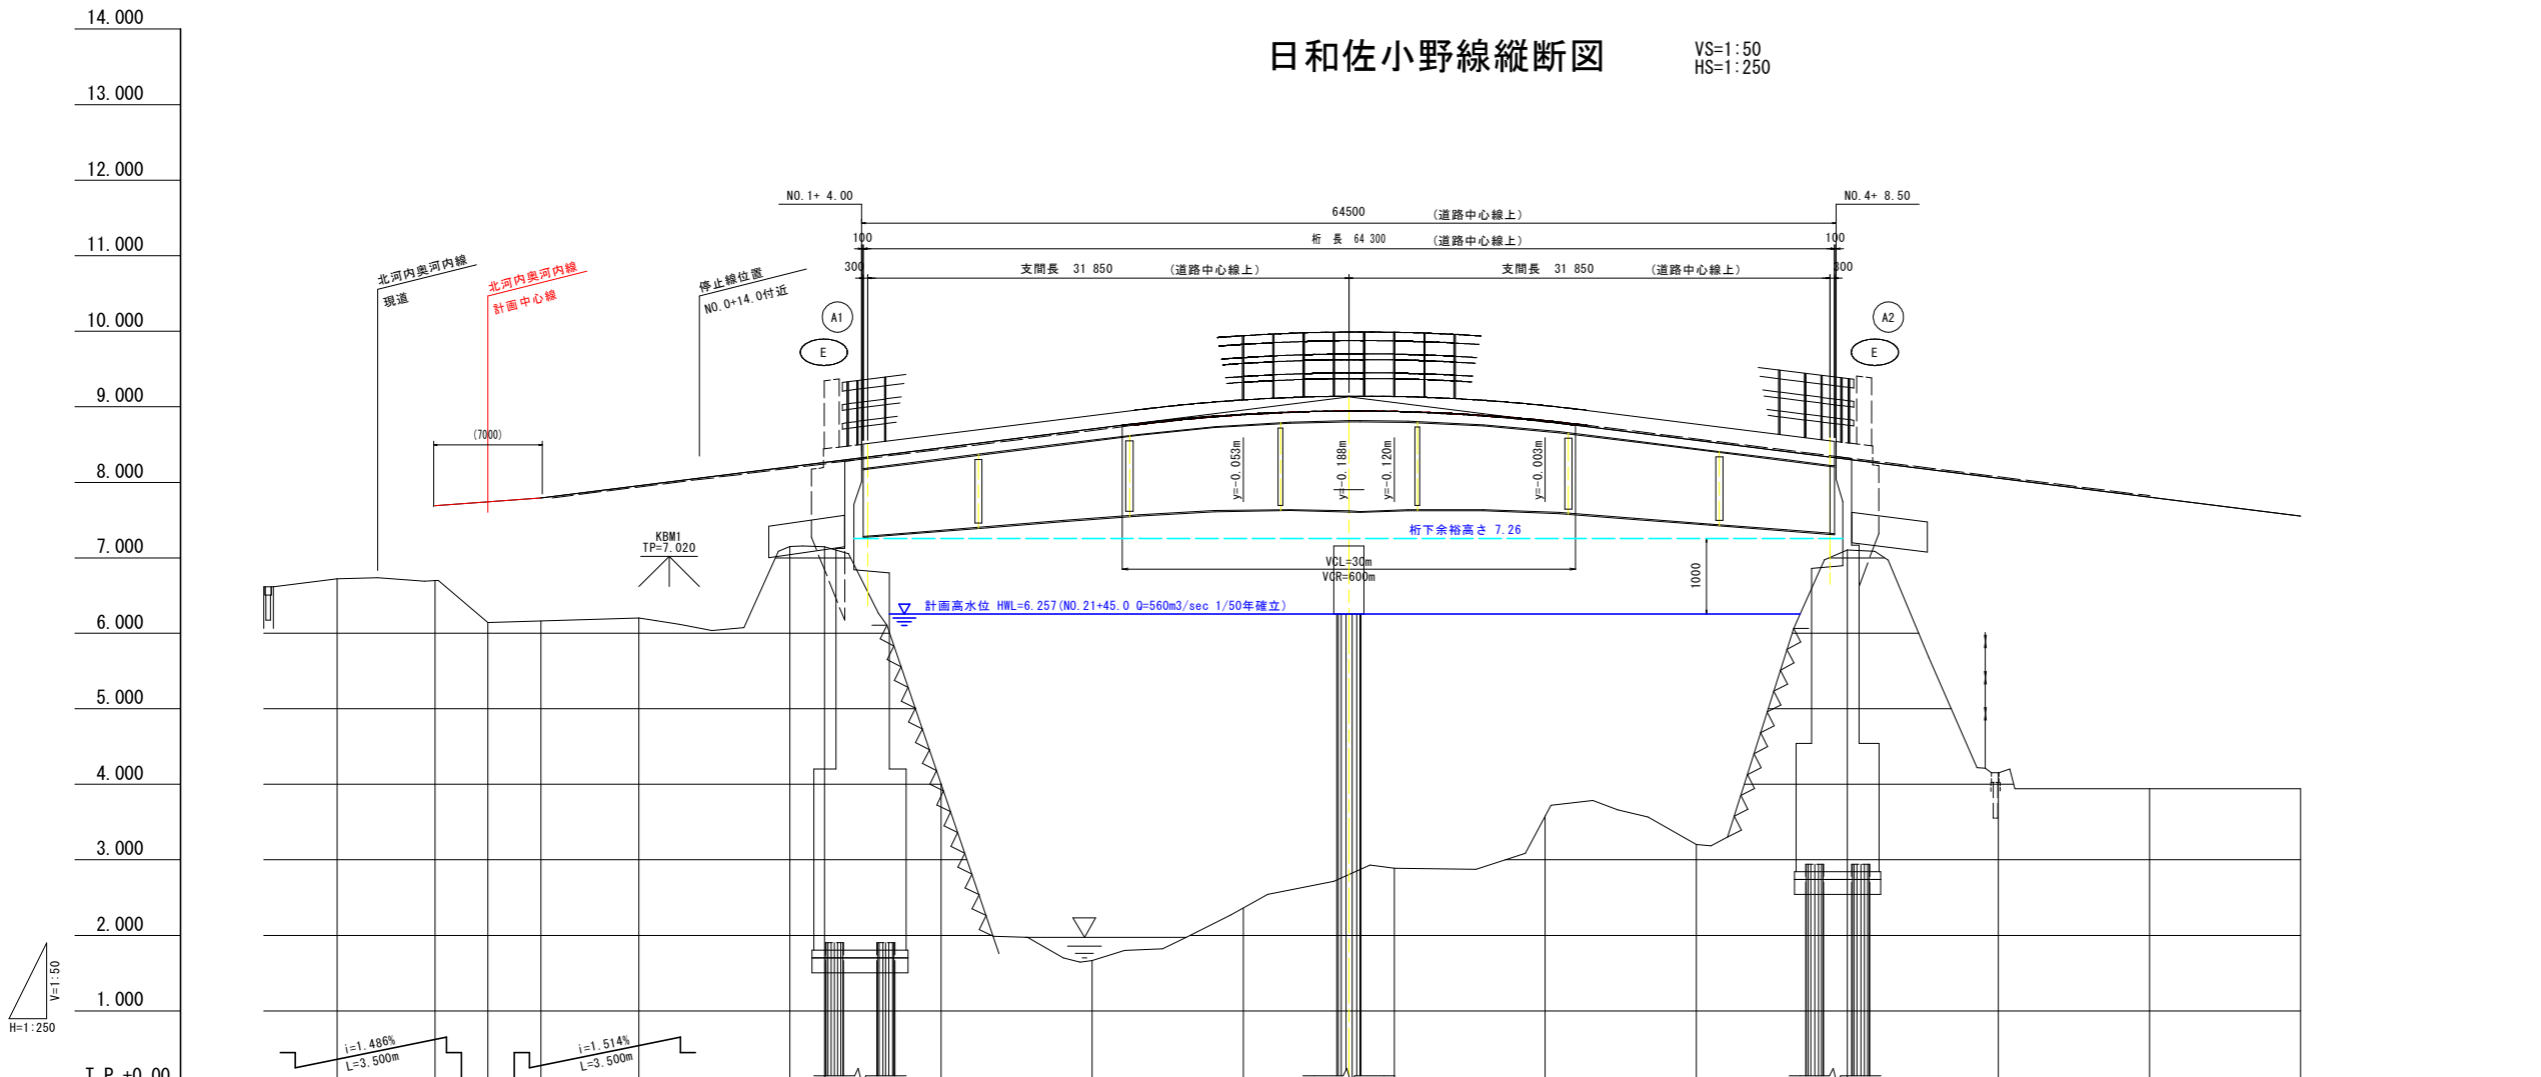 日和佐小野線縦断図
VS=1:50
HS=1:250
14.000
13.000
12.000
11.000
10.000
9.000
8.000
7.000
6.000
5.000
4.000
3.000
2.000
1.000
T.P.+0.00
V=1:50
H=1:250
NO.1+ 4.00
NO.4+ 8.50
64500 (道路中心線上)
100
桁 長 64 300 (道路中心線上)
100
300
支間長 31 850 (道路中心線上)
支間長 31 850 (道路中心線上)
300
北河内奥河内線
現道
北河内奥河内線
計画中心線
停止線位置
NO.0+14.0付近
A1
E
A2
E
(7000)
KBM1
TP=7.020
y=-0.053m
y=-0.188m
y=-0.120m
y=-0.003m
桁下余裕高さ 7.26
VCL=30m
VCR=600m
1000
計画高水位 HWL=6.257(NO.21+45.0 Q=560m3/sec 1/50年確立)
i=1.486%
L=3.500m
i=1.514%
L=3.500m